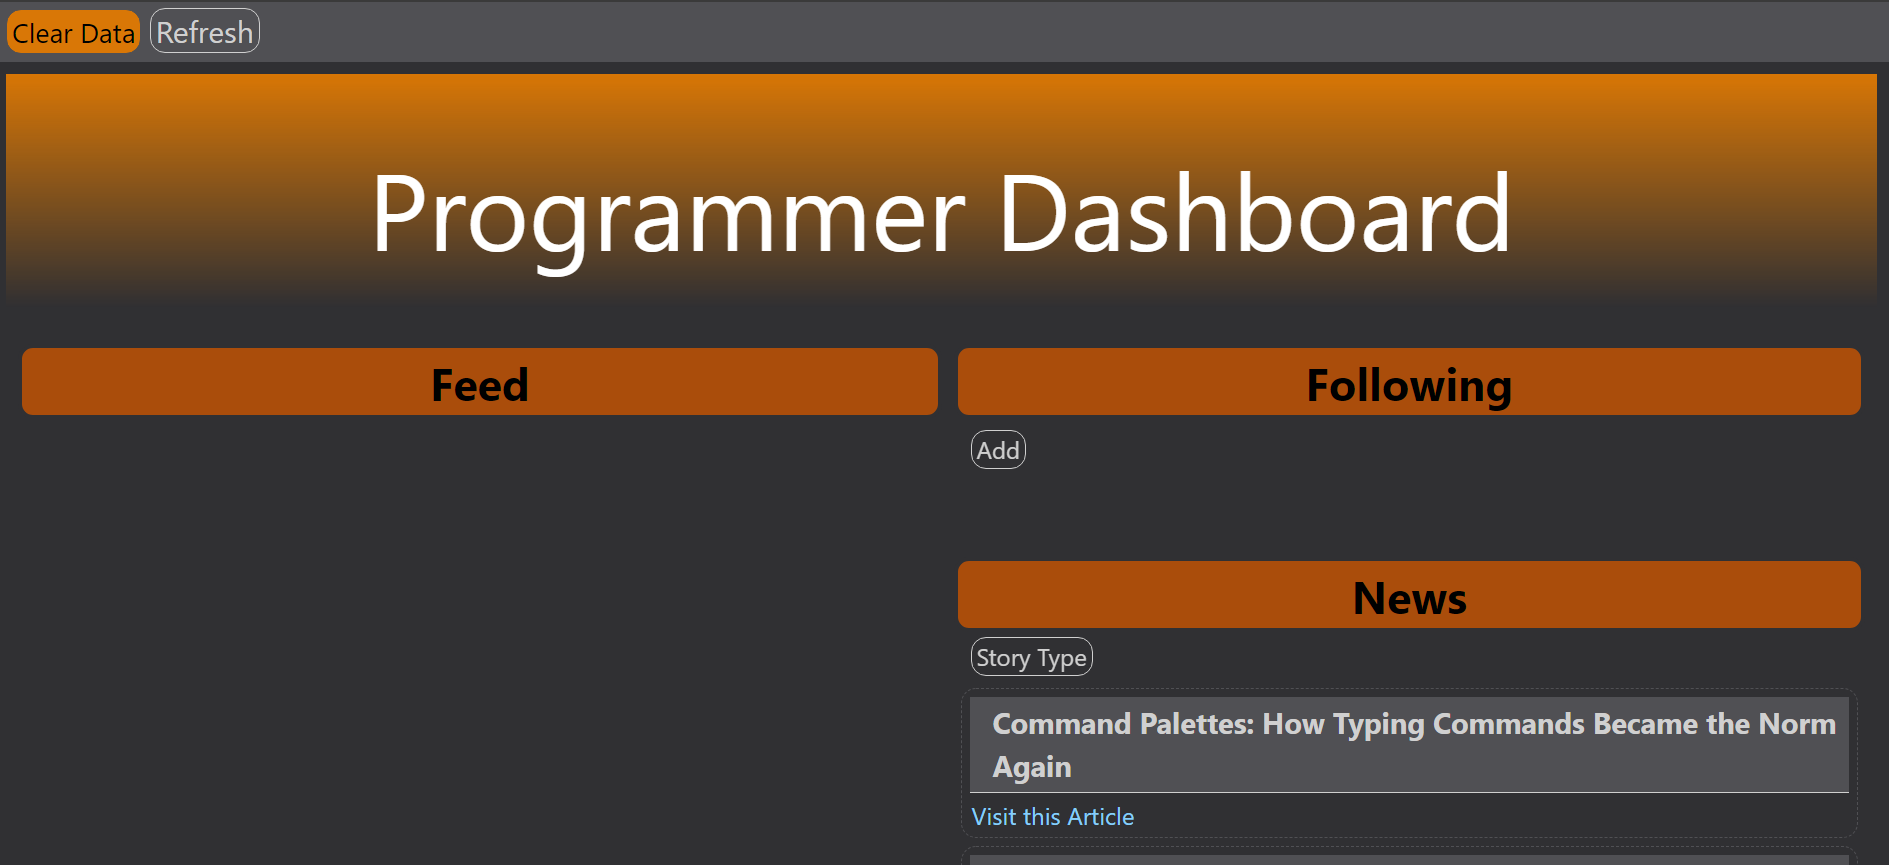 Clear Data Refresh
Programmer Dashboard
Feed
Following
Add
News
Story Type
Command Palettes: How Typing Commands Became the Norm
Again
Visit this Article